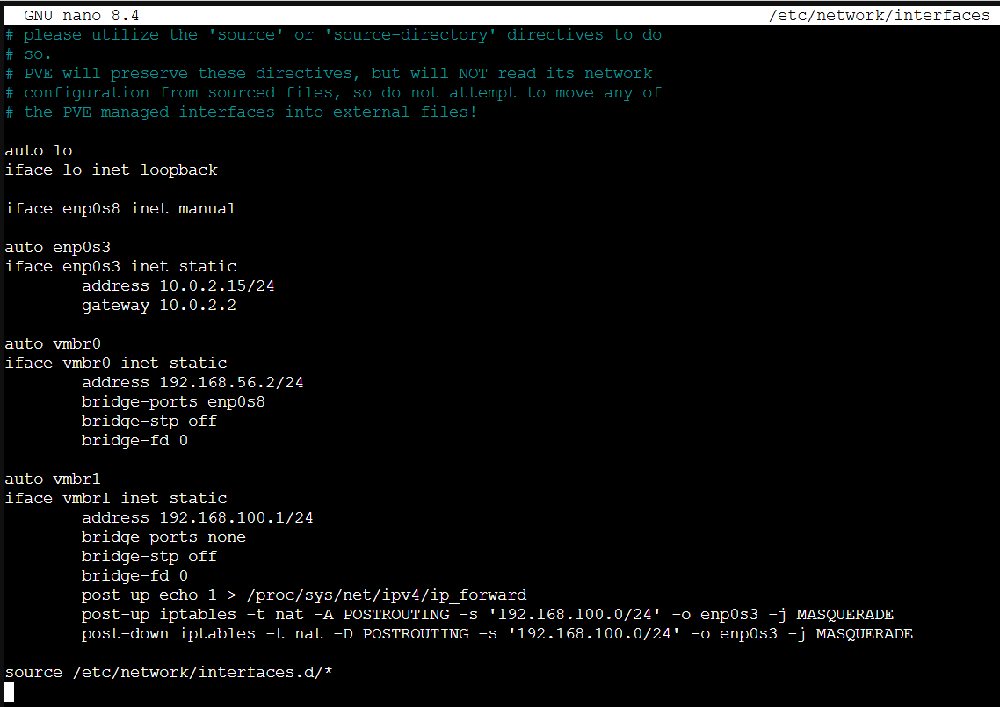 GNU nano 8.4 /etc/network/interfaces
# please utilize the 'source' or 'source-directory' directives to do
# so.
# PVE will preserve these directives, but will NOT read its network
# configuration from sourced files, so do not attempt to move any of
# the PVE managed interfaces into external files!

auto lo
iface lo inet loopback

iface enp0s8 inet manual

auto enp0s3
iface enp0s3 inet static
        address 10.0.2.15/24
        gateway 10.0.2.2

auto vmbr0
iface vmbr0 inet static
        address 192.168.56.2/24
        bridge-ports enp0s8
        bridge-stp off
        bridge-fd 0

auto vmbr1
iface vmbr1 inet static
        address 192.168.100.1/24
        bridge-ports none
        bridge-stp off
        bridge-fd 0
        post-up echo 1 > /proc/sys/net/ipv4/ip_forward
        post-up iptables -t nat -A POSTROUTING -s '192.168.100.0/24' -o enp0s3 -j MASQUERADE
        post-down iptables -t nat -D POSTROUTING -s '192.168.100.0/24' -o enp0s3 -j MASQUERADE

source /etc/network/interfaces.d/*